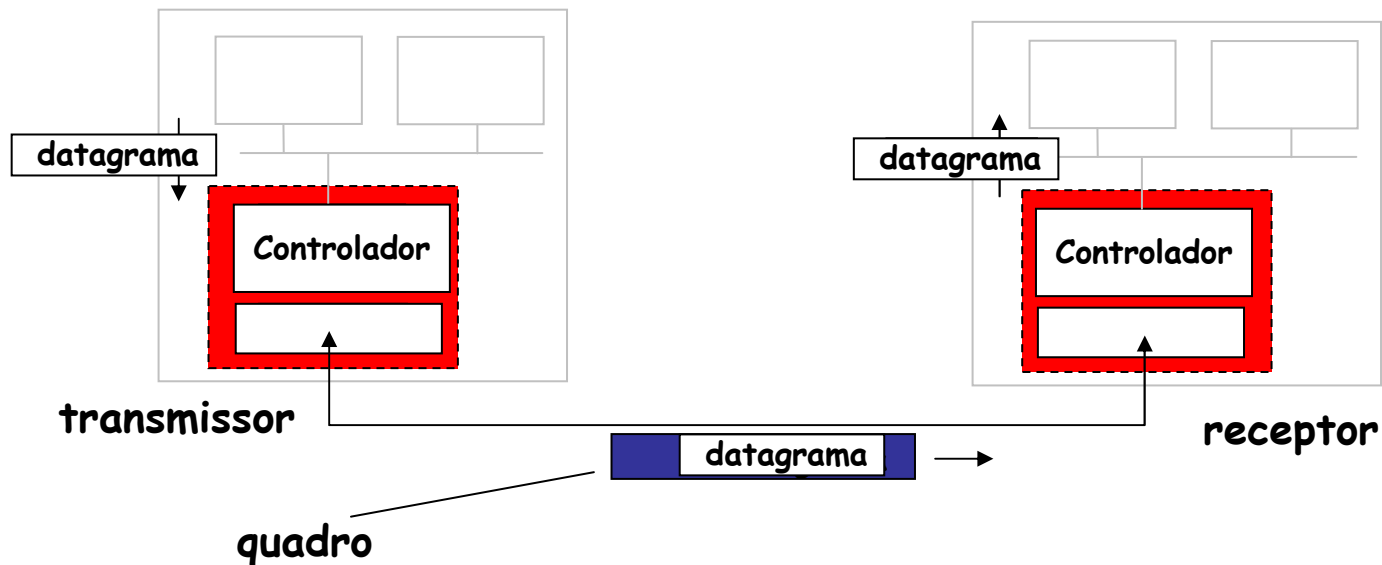 datagrama
datagrama
Controlador
Controlador
transmissor
receptor
datagrama
quadro